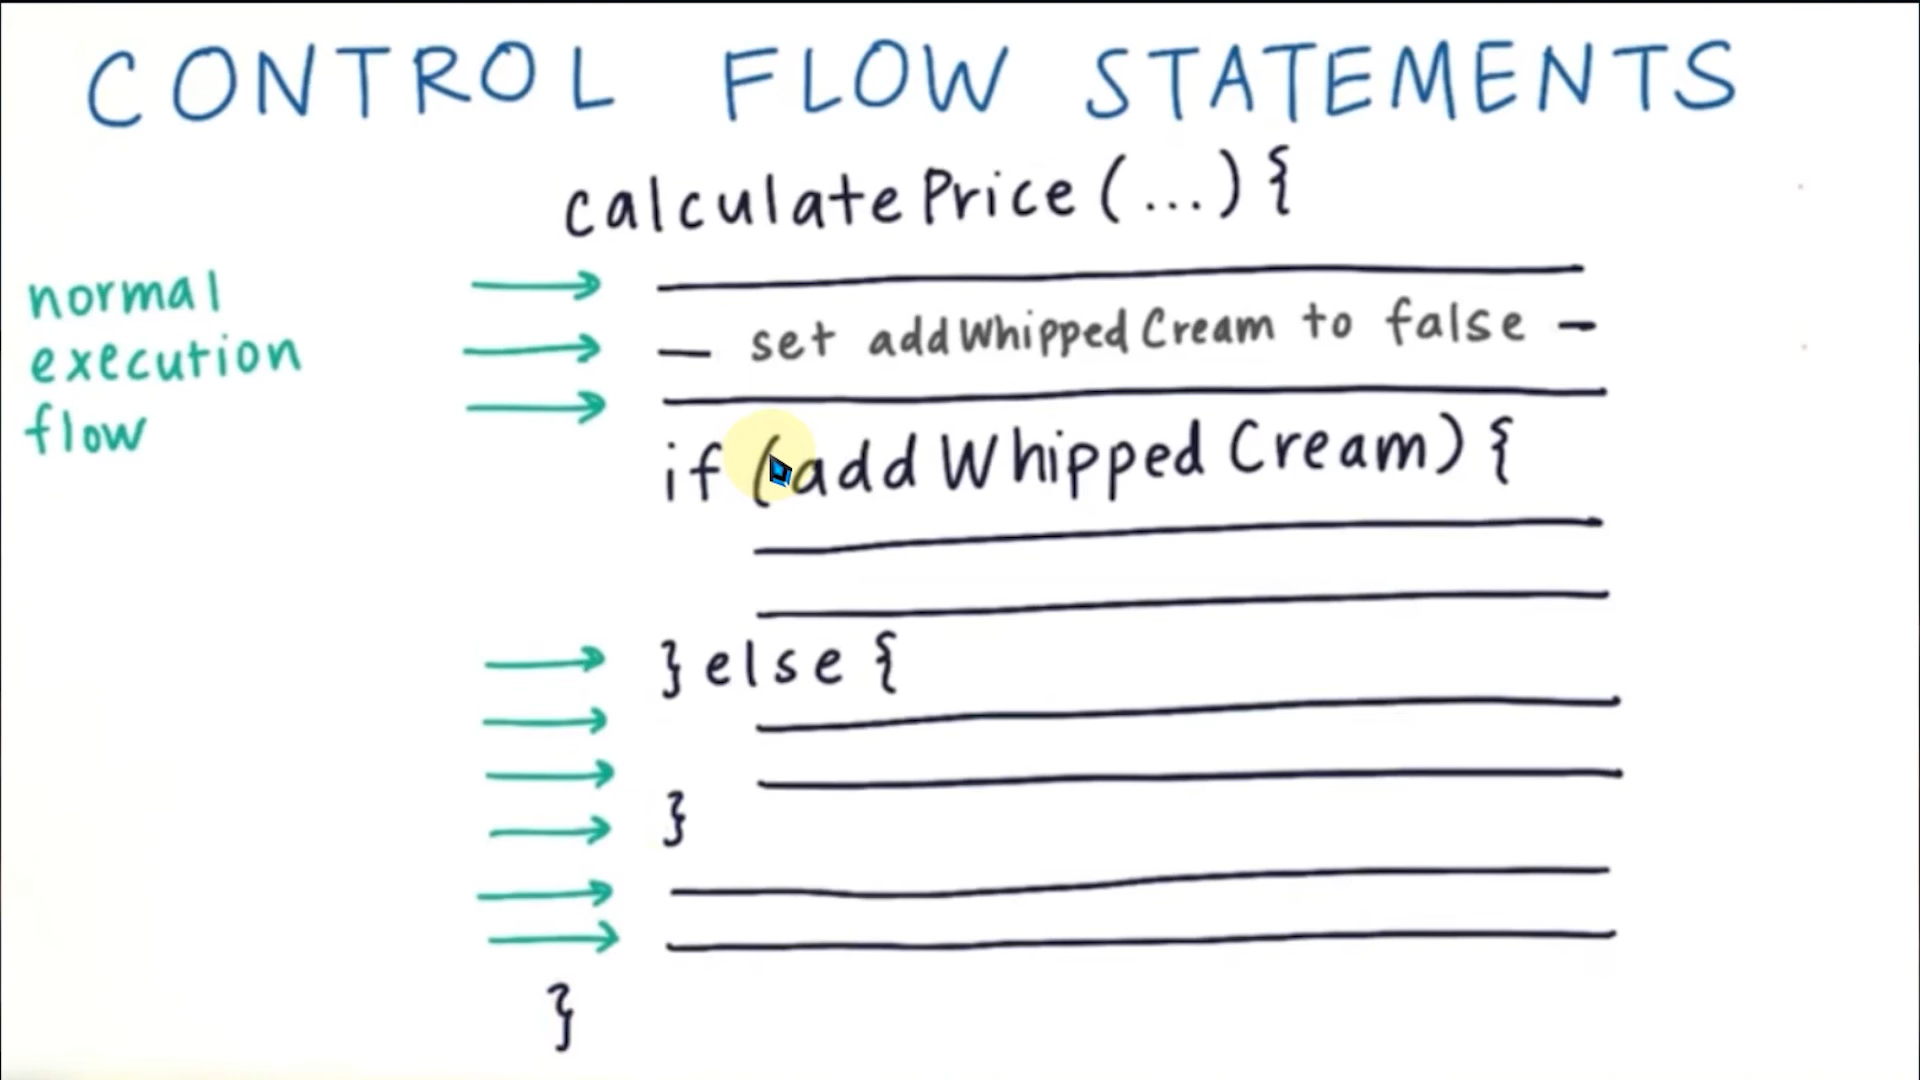 CONTROL FLOW STATEMENTS
calculatePrice(...){
normal
execution
flow
set addWhippedCream to false
if (addWhippedCream) {
} else {
}
}